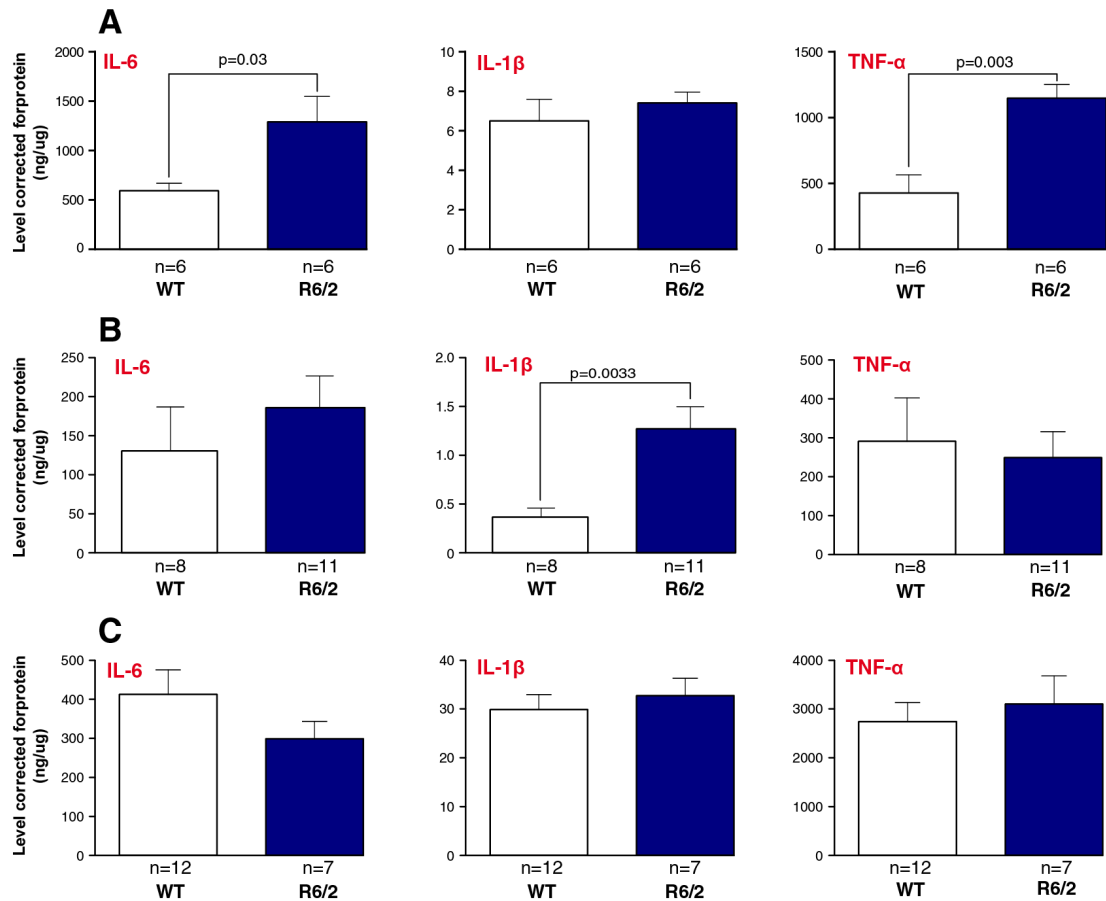 A
IL-6
IL-1β
TNF-α
p=0.03
p=0.003
Level corrected forprotein
(ng/ug)
2000
1500
1000
500
0
10
8
6
4
2
0
1500
1000
500
0
n=6 n=6 n=6 n=6 n=6 n=6
WT R6/2 WT R6/2 WT R6/2
B
IL-6
IL-1β
TNF-α
p=0.0033
Level corrected forprotein
(ng/ug)
250
200
150
100
50
0
2.0
1.5
1.0
0.5
0
500
400
300
200
100
0
n=8 n=11 n=8 n=11 n=8 n=11
WT R6/2 WT R6/2 WT R6/2
C
IL-6
IL-1β
TNF-α
Level corrected forprotein
(ng/ug)
500
400
300
200
100
0
40
30
20
10
0
4000
3000
2000
1000
0
n=12 n=7 n=12 n=7 n=12 n=7
WT R6/2 WT R6/2 WT R6/2